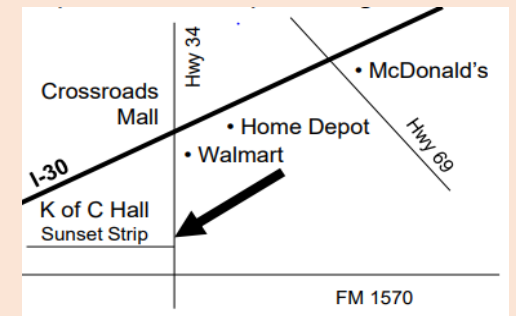 Hwy 34
• McDonald's
Crossroads
Mall
• Home Depot
Hwy 69
• Walmart
I-30
K of C Hall
Sunset Strip
FM 1570